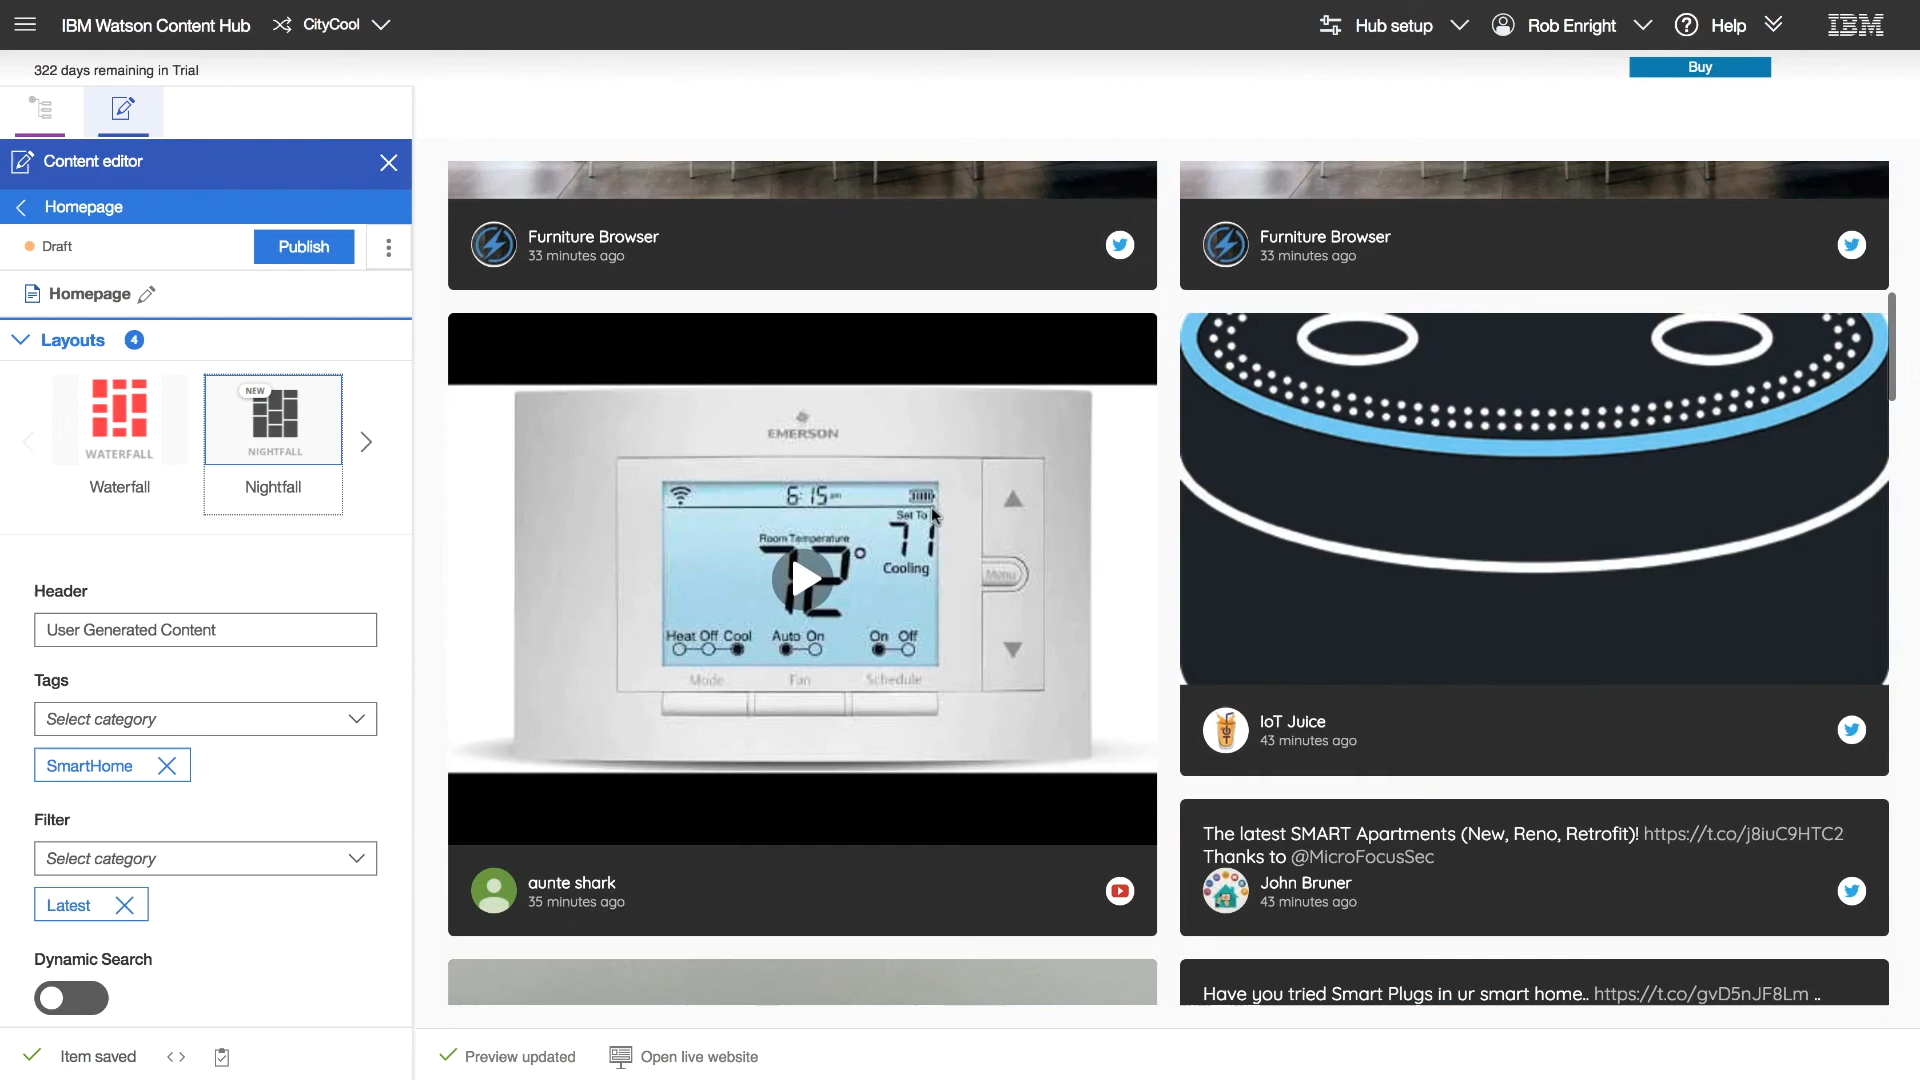 IBM Watson Content Hub
CityCool
Hub setup
Rob Enright
Help
IBM
322 days remaining in Trial
Buy
Content editor
Homepage
Draft
Publish
Homepage
Layouts 4
WATERFALL
Waterfall
NEW
NIGHTFALL
Nightfall
Header
User Generated Content
Tags
Select category
SmartHome
Filter
Select category
Latest
Dynamic Search
Item saved
Furniture Browser
33 minutes ago
Furniture Browser
33 minutes ago
EMERSON
6:15 pm
Set To
71
Room Temperature
72°
Cooling
Menu
Heat Off Cool
Auto On
On Off
Mode
Fan
Schedule
aunte shark
35 minutes ago
IoT Juice
43 minutes ago
The latest SMART Apartments (New, Reno, Retrofit)! https://t.co/j8iuC9HTC2
Thanks to @MicroFocusSec
John Bruner
43 minutes ago
Have you tried Smart Plugs in ur smart home.. https://t.co/gvD5nJF8Lm ..
Preview updated
Open live website